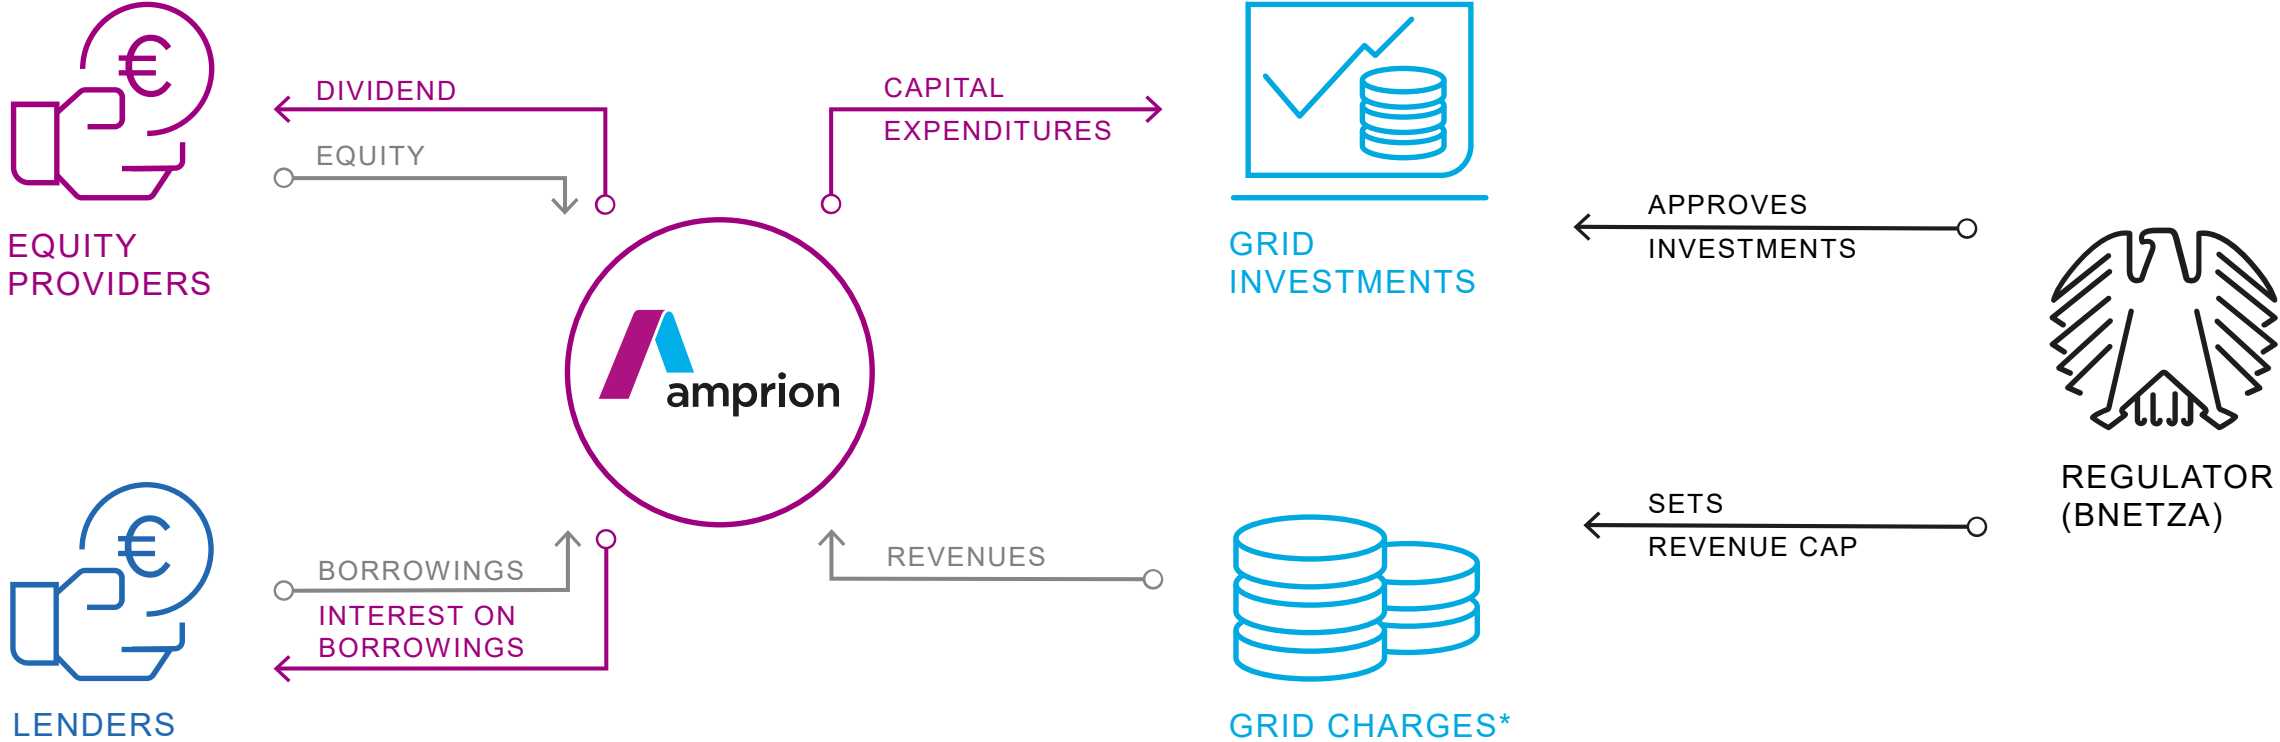 DIVIDEND
EQUITY
EQUITY
PROVIDERS
CAPITAL
EXPENDITURES
GRID
INVESTMENTS
APPROVES
INVESTMENTS
amprion
REGULATOR
(BNETZA)
BORROWINGS
INTEREST ON
BORROWINGS
LENDERS
REVENUES
GRID CHARGES*
SETS
REVENUE CAP